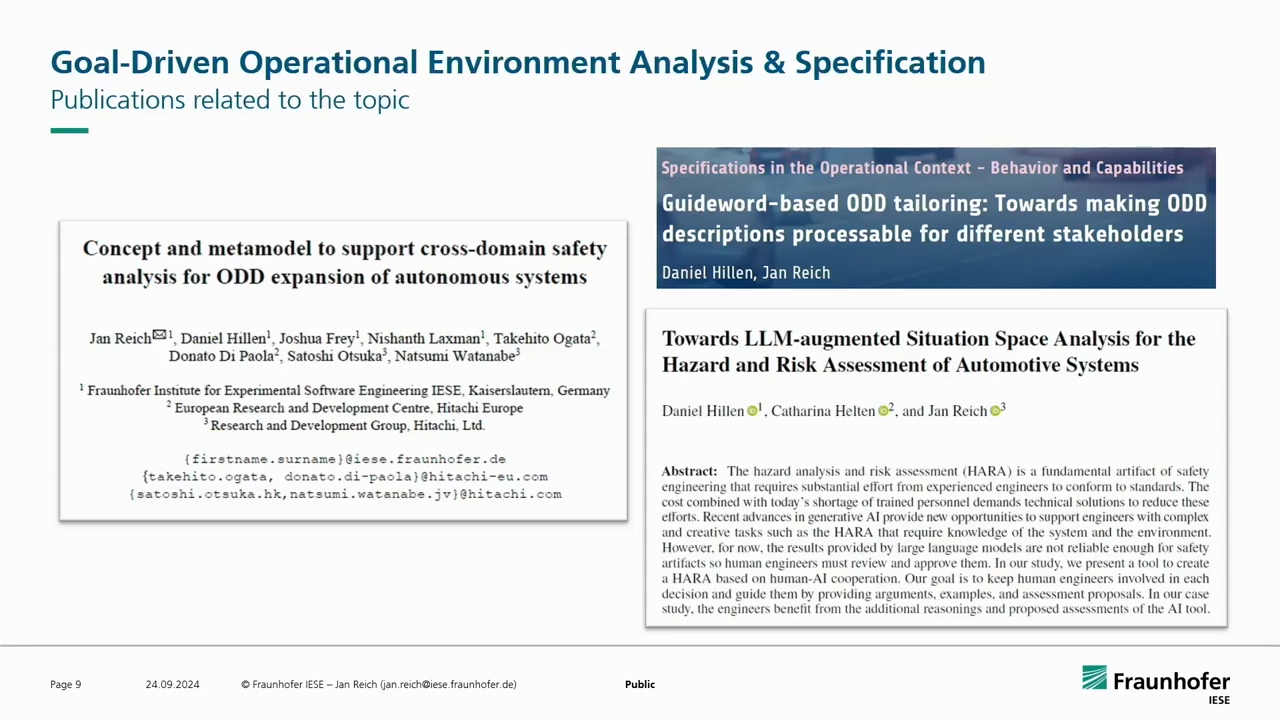 Goal-Driven Operational Environment Analysis & Specification
Publications related to the topic
Concept and metamodel to support cross-domain safety
analysis for ODD expansion of autonomous systems
Jan Reich✉1, Daniel Hillen1, Joshua Frey1, Nishanth Laxman1, Takehito Ogata2,
Donato Di Paola2, Satoshi Otsuka3, Natsumi Watanabe3
1 Fraunhofer Institute for Experimental Software Engineering IESE, Kaiserslautern, Germany
2 European Research and Development Centre, Hitachi Europe
3 Research and Development Group, Hitachi, Ltd.
{firstname.surname}@iese.fraunhofer.de
{takehito.ogata, donato.di-paola}@hitachi-eu.com
{satoshi.otsuka.hk,natsumi.watanabe.jv}@hitachi.com
Specifications in the Operational Context – Behavior and Capabilities
Guideword-based ODD tailoring: Towards making ODD
descriptions processable for different stakeholders
Daniel Hillen, Jan Reich
Towards LLM-augmented Situation Space Analysis for the
Hazard and Risk Assessment of Automotive Systems
Daniel Hillen iD1, Catharina Helten iD2, and Jan Reich iD3
Abstract: The hazard analysis and risk assessment (HARA) is a fundamental artifact of safety
engineering that requires substantial effort from experienced engineers to conform to standards. The
cost combined with today's shortage of trained personnel demands technical solutions to reduce these
efforts. Recent advances in generative AI provide new opportunities to support engineers with complex
and creative tasks such as the HARA that require knowledge of the system and the environment.
However, for now, the results provided by large language models are not reliable enough for safety
artifacts so human engineers must review and approve them. In our study, we present a tool to create
a HARA based on human-AI cooperation. Our goal is to keep human engineers involved in each
decision and guide them by providing arguments, examples, and assessment proposals. In our case
study, the engineers benefit from the additional reasonings and proposed assessments of the AI tool.
Page 9
24.09.2024
© Fraunhofer IESE – Jan Reich (jan.reich@iese.fraunhofer.de)
Public
Fraunhofer
IESE